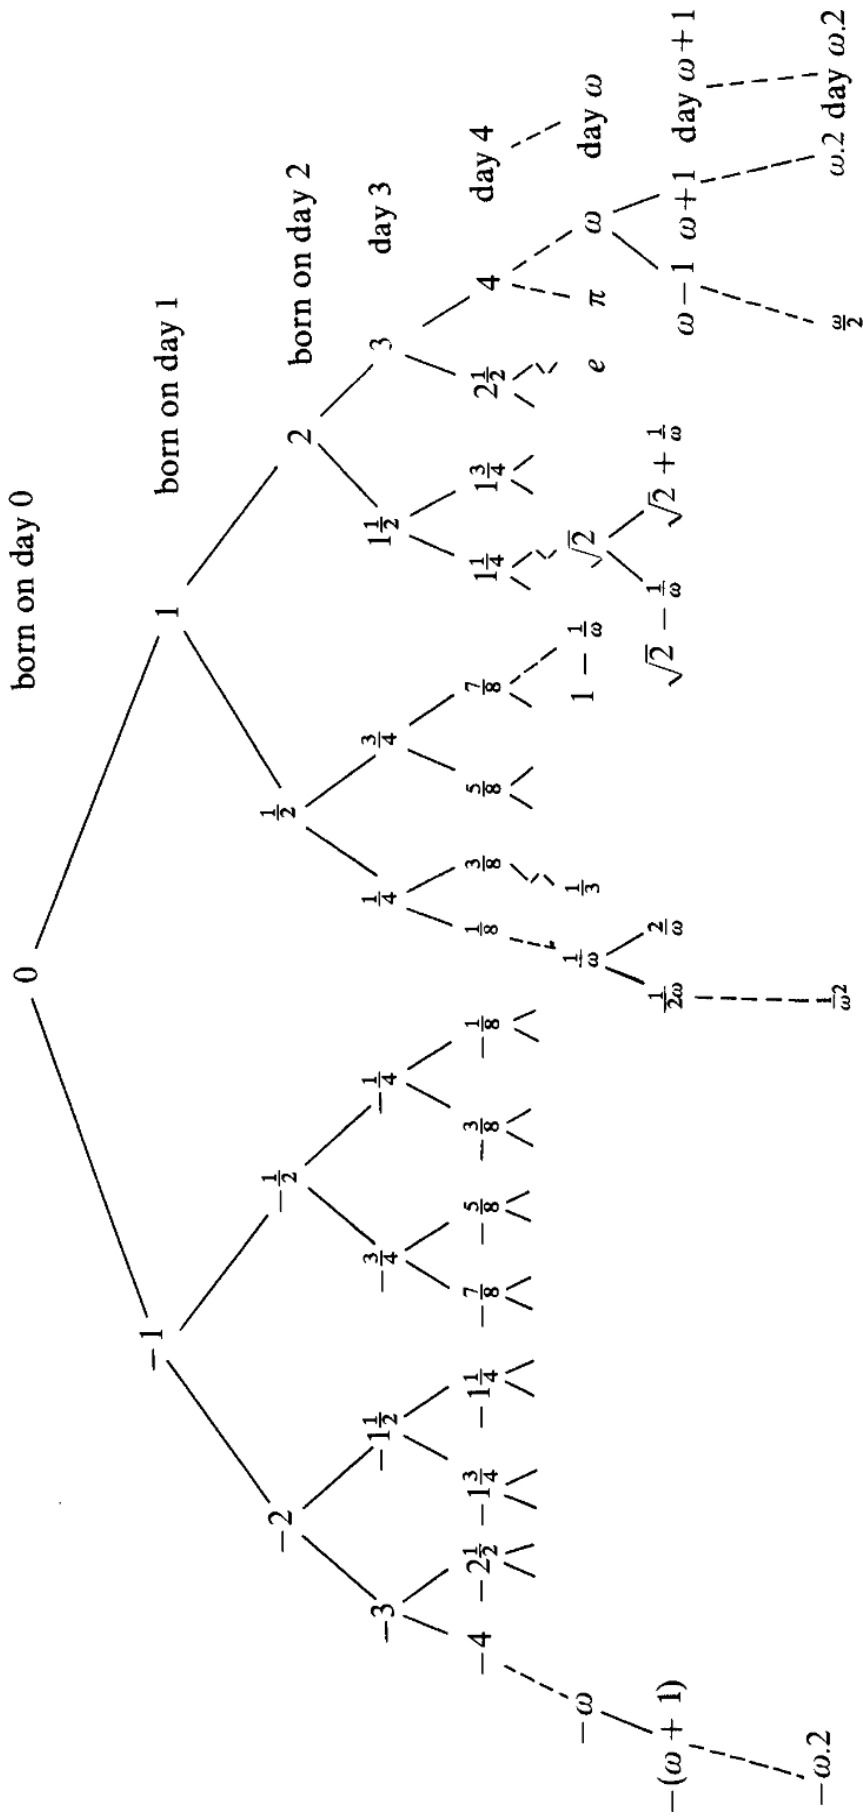 0 born on day 0
−1 1 born on day 1
−2 −1/2 1/2 2 born on day 2
−3 −1 1/2 −3/4 −1/4 1/4 3/4 1 1/2 3 day 3
−4 −2 1/2 −1 3/4 −1 1/4 −7/8 −5/8 −3/8 −1/8 1/8 3/8 5/8 7/8 1 1/4 1 3/4 2 1/2 4 day 4
−ω 1/ω 1/3 1 − 1/ω √2 e π ω day ω
−(ω + 1) 1/2ω 2/ω √2 − 1/ω √2 + 1/ω ω − 1 ω + 1 day ω + 1
−ω.2 1/ω² ω/2 ω.2 day ω.2